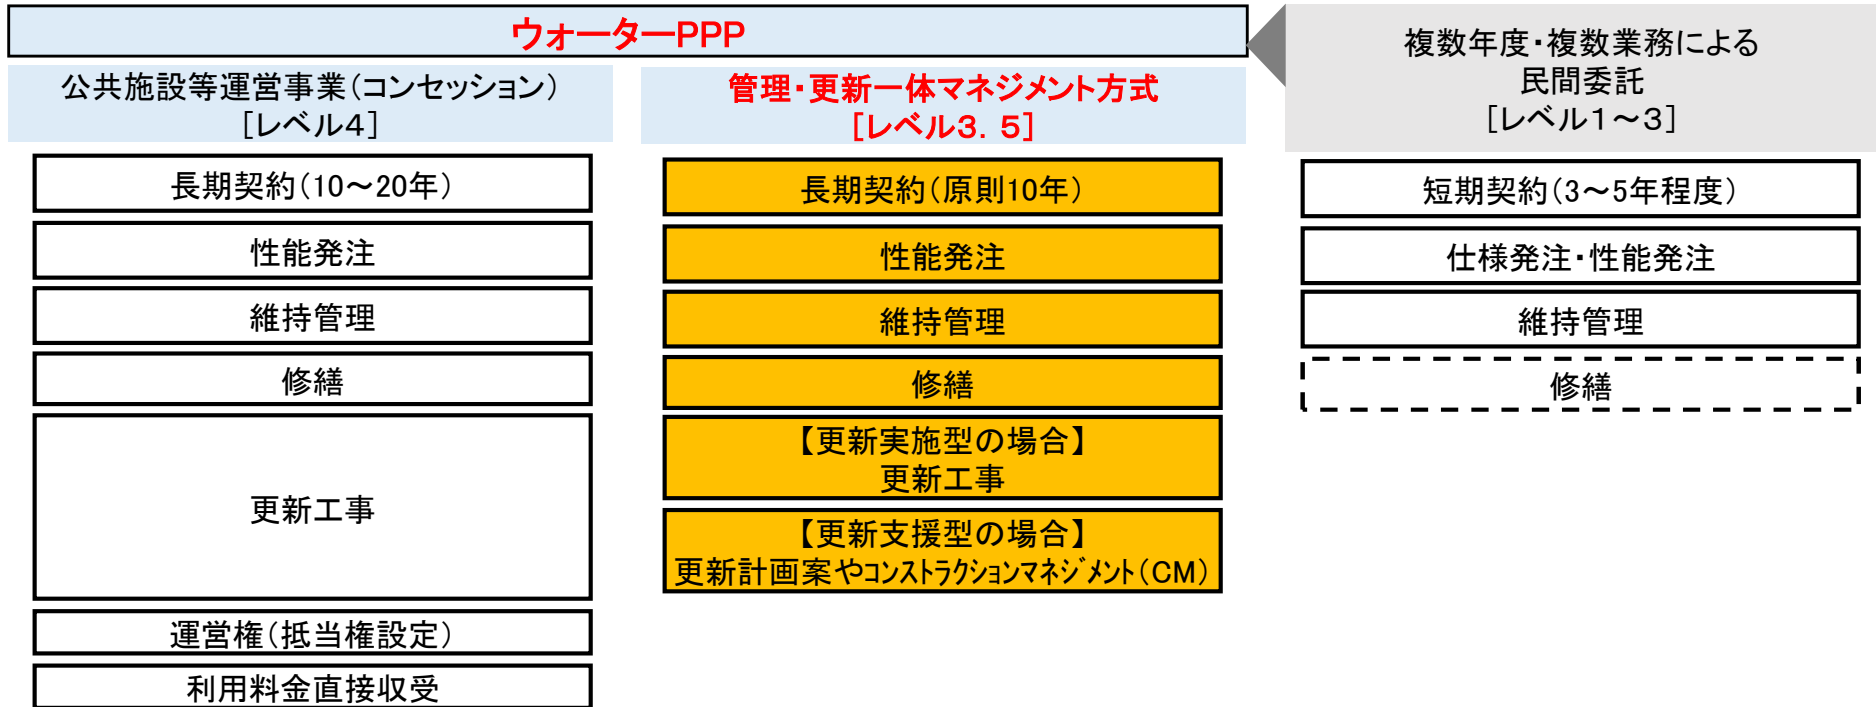 ウォーターPPP
公共施設等運営事業（コンセッション）
［レベル４］
長期契約（10～20年）
性能発注
維持管理
修繕
更新工事
運営権（抵当権設定）
利用料金直接収受
管理・更新一体マネジメント方式
［レベル３．５］
長期契約（原則10年）
性能発注
維持管理
修繕
【更新実施型の場合】
更新工事
【更新支援型の場合】
更新計画案やｺﾝｽﾄﾗｸｼｮﾝﾏﾈｼﾞﾒﾝﾄ（CM）
複数年度・複数業務による
民間委託
［レベル１～３］
短期契約（3～5年程度）
仕様発注・性能発注
維持管理
修繕